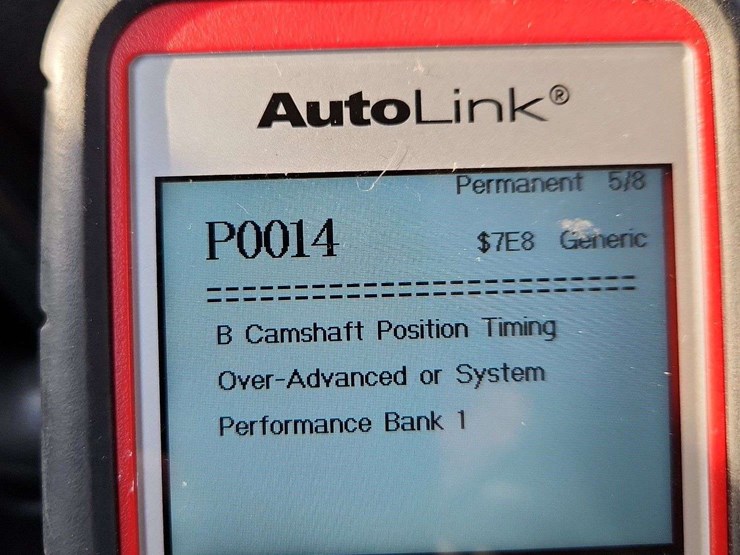 AutoLink®
Permanent 5/8
P0014 $7E8 Generic
==========================
B Camshaft Position Timing
Over-Advanced or System
Performance Bank 1